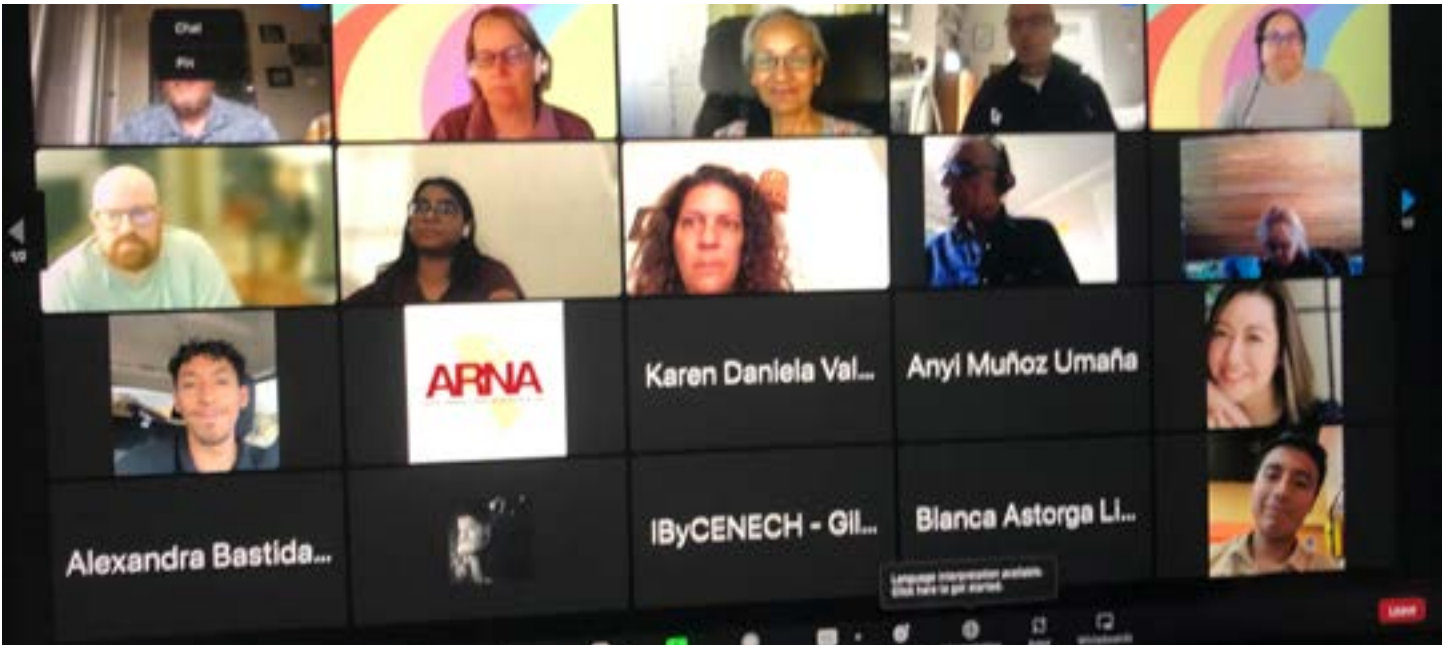 Chat
ARNA
Karen Daniela Val...
Anyi Muñoz Umaña
Alexandra Bastida...
IByCENECH - Gil...
Blanca Astorga Li...
Language interpretation available.
Click here to get started.
Whiteboards
Leave